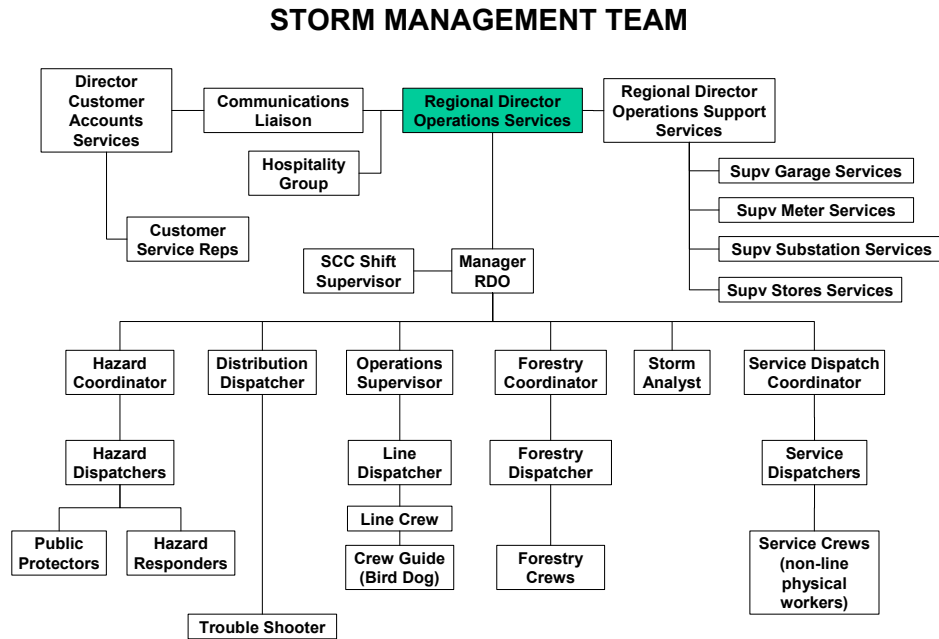 STORM MANAGEMENT TEAM
Director
Customer
Accounts
Services
Communications
Liaison
Regional Director
Operations Services
Regional Director
Operations Support
Services
Hospitality
Group
Supv Garage Services
Supv Meter Services
Supv Substation Services
Supv Stores Services
Customer
Service Reps
SCC Shift
Supervisor
Manager
RDO
Hazard
Coordinator
Distribution
Dispatcher
Operations
Supervisor
Forestry
Coordinator
Storm
Analyst
Service Dispatch
Coordinator
Hazard
Dispatchers
Line
Dispatcher
Forestry
Dispatcher
Service
Dispatchers
Public
Protectors
Hazard
Responders
Line Crew
Crew Guide
(Bird Dog)
Forestry
Crews
Service Crews
(non-line
physical
workers)
Trouble Shooter